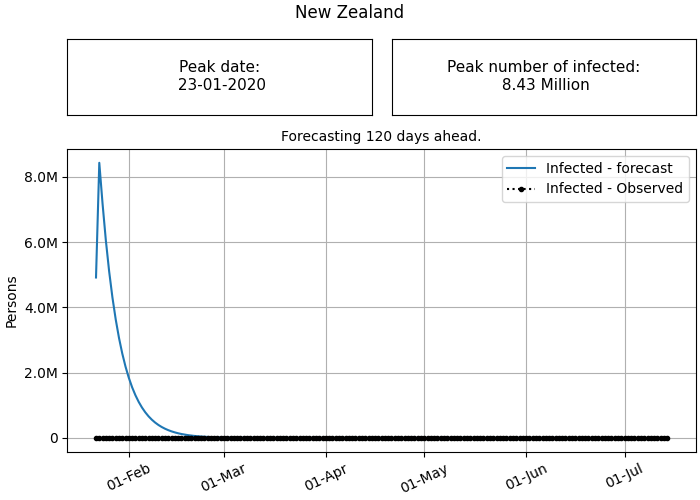 New Zealand
Peak date:
23-01-2020
Peak number of infected:
8.43 Million
Forecasting 120 days ahead.
Infected - forecast
Infected - Observed
8.0M
6.0M
4.0M
2.0M
0
Persons
01-Feb
01-Mar
01-Apr
01-May
01-Jun
01-Jul